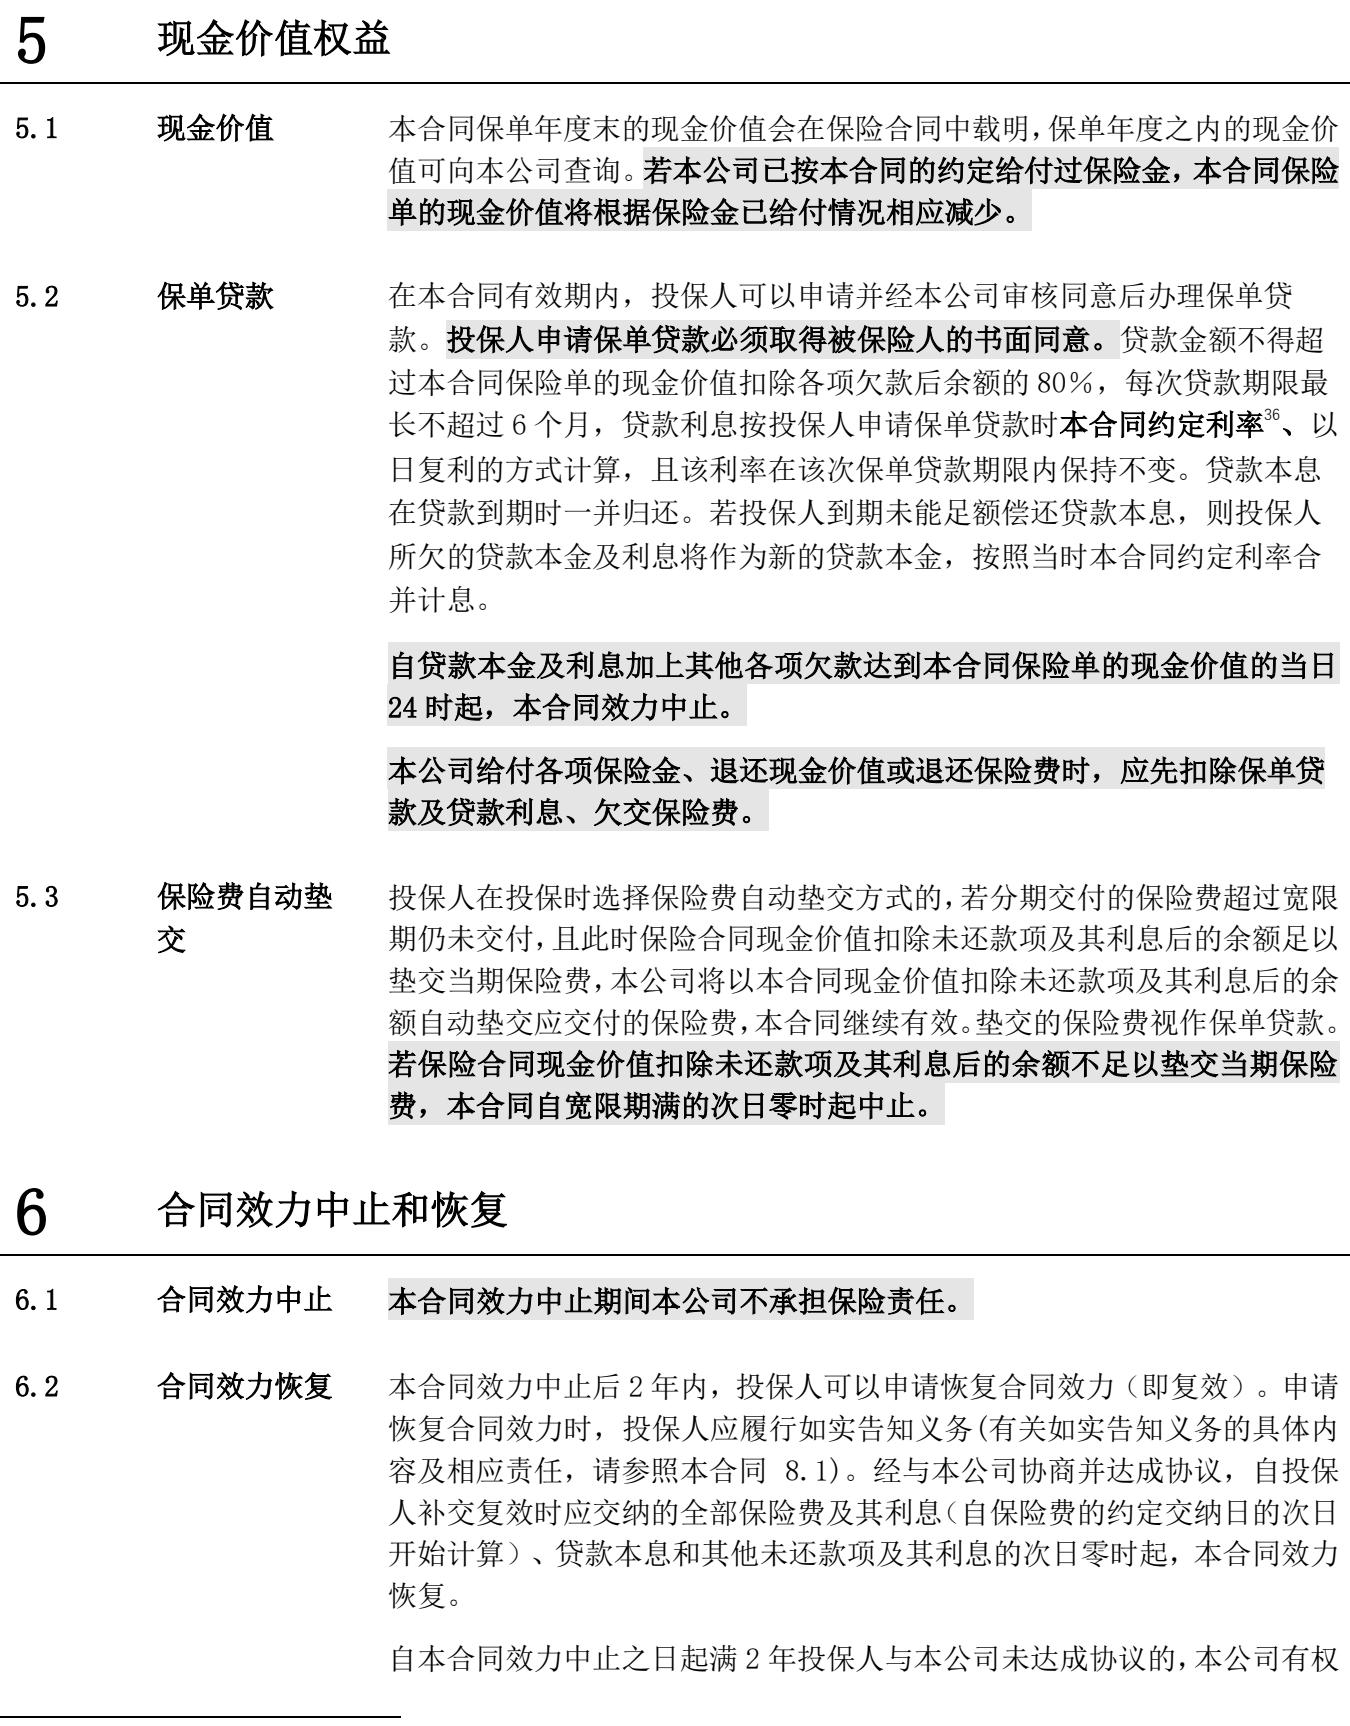 5 现金价值权益
5.1 现金价值 本合同保单年度末的现金价值会在保险合同中载明，保单年度之内的现金价
值可向本公司查询。若本公司已按本合同的约定给付过保险金，本合同保险
单的现金价值将根据保险金已给付情况相应减少。
5.2 保单贷款 在本合同有效期内，投保人可以申请并经本公司审核同意后办理保单贷
款。投保人申请保单贷款必须取得被保险人的书面同意。贷款金额不得超
过本合同保险单的现金价值扣除各项欠款后余额的 80%，每次贷款期限最
长不超过 6 个月，贷款利息按投保人申请保单贷款时本合同约定利率36、以
日复利的方式计算，且该利率在该次保单贷款期限内保持不变。贷款本息
在贷款到期时一并归还。若投保人到期未能足额偿还贷款本息，则投保人
所欠的贷款本金及利息将作为新的贷款本金，按照当时本合同约定利率合
并计息。
自贷款本金及利息加上其他各项欠款达到本合同保险单的现金价值的当日
24 时起，本合同效力中止。
本公司给付各项保险金、退还现金价值或退还保险费时，应先扣除保单贷
款及贷款利息、欠交保险费。
5.3 保险费自动垫 投保人在投保时选择保险费自动垫交方式的，若分期交付的保险费超过宽限
交 期仍未交付，且此时保险合同现金价值扣除未还款项及其利息后的余额足以
垫交当期保险费，本公司将以本合同现金价值扣除未还款项及其利息后的余
额自动垫交应交付的保险费，本合同继续有效。垫交的保险费视作保单贷款。
若保险合同现金价值扣除未还款项及其利息后的余额不足以垫交当期保险
费，本合同自宽限期满的次日零时起中止。
6 合同效力中止和恢复
6.1 合同效力中止 本合同效力中止期间本公司不承担保险责任。
6.2 合同效力恢复 本合同效力中止后 2 年内，投保人可以申请恢复合同效力（即复效）。申请
恢复合同效力时，投保人应履行如实告知义务(有关如实告知义务的具体内
容及相应责任，请参照本合同 8.1)。经与本公司协商并达成协议，自投保
人补交复效时应交纳的全部保险费及其利息（自保险费的约定交纳日的次日
开始计算）、贷款本息和其他未还款项及其利息的次日零时起，本合同效力
恢复。
自本合同效力中止之日起满 2 年投保人与本公司未达成协议的，本公司有权